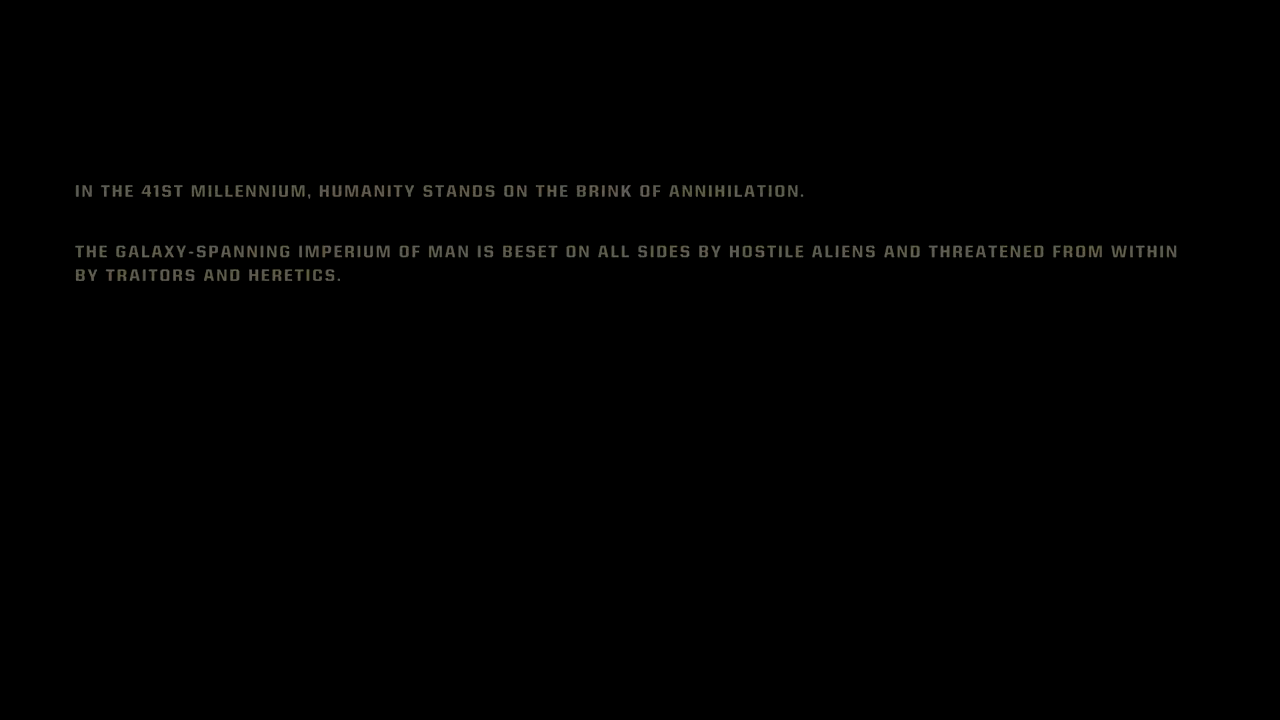 IN THE 41ST MILLENNIUM, HUMANITY STANDS ON THE BRINK OF ANNIHILATION.
THE GALAXY-SPANNING IMPERIUM OF MAN IS BESET ON ALL SIDES BY HOSTILE ALIENS AND THREATENED FROM WITHIN
BY TRAITORS AND HERETICS.